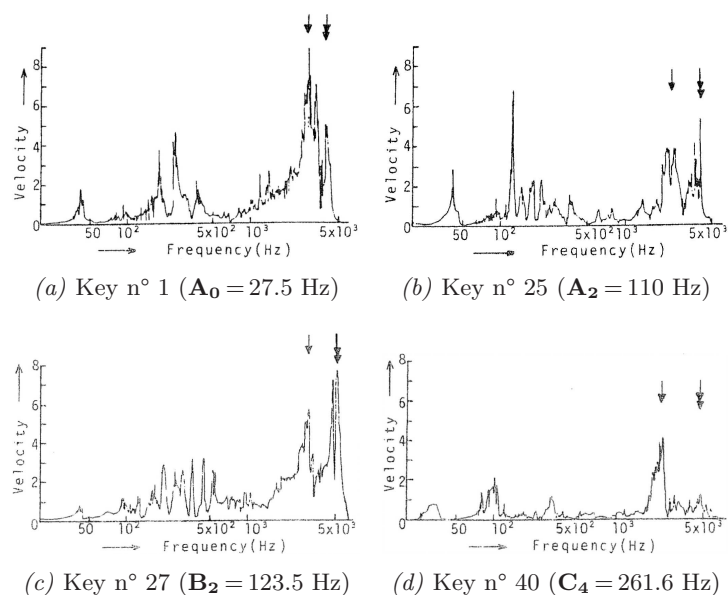 Velocity
8
6
4
2
0
50 10² 5x10² 10³ 5x10³
Frequency(Hz)
(a) Key n° 1 (A₀ = 27.5 Hz)
Velocity
8
6
4
2
0
50 10² 5x10² 10³ 5x10³
Frequency(Hz)
(b) Key n° 25 (A₂ = 110 Hz)
Velocity
8
6
4
2
0
50 10² 5x10² 10³ 5x10³
Frequency(Hz)
(c) Key n° 27 (B₂ = 123.5 Hz)
Velocity
8
6
4
2
0
50 10² 5x10² 10³ 5x10³
Frequency(Hz)
(d) Key n° 40 (C₄ = 261.6 Hz)